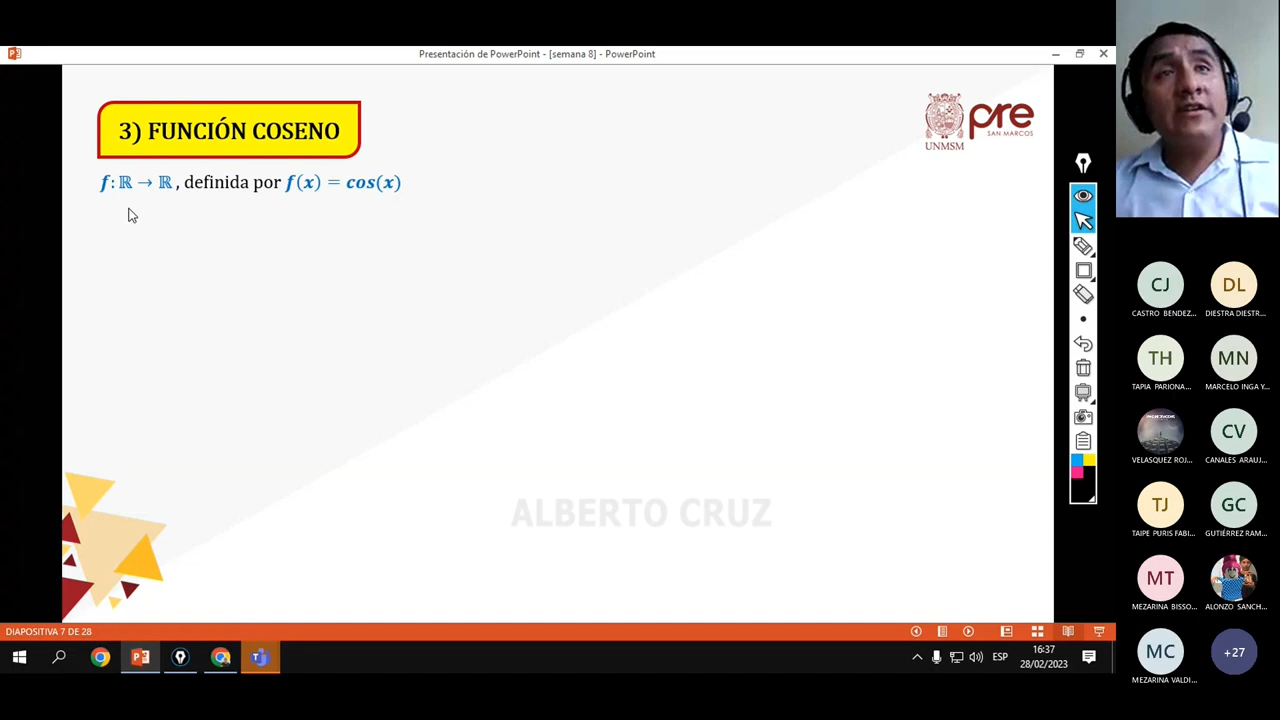 Presentación de PowerPoint - [semana 8] - PowerPoint
3) FUNCIÓN COSENO
pre
SAN MARCOS
UNMSM
f: ℝ → ℝ , definida por f(x) = cos(x)
ALBERTO CRUZ
DIAPOSITIVA 7 DE 28
ESP
16:37
28/02/2023
CJ
CASTRO BENDEZ...
DL
DIESTRA DIESTR...
TH
TAPIA PARIONA...
MN
MARCELO INGA Y...
VELASQUEZ ROJ...
CV
CANALES ARAUJ...
TJ
TAIPE PURIS FABI...
GC
GUTIÉRREZ RAM...
MT
MEZARINA BISSO...
ALONZO SANCH...
MC
MEZARINA VALDI...
+27